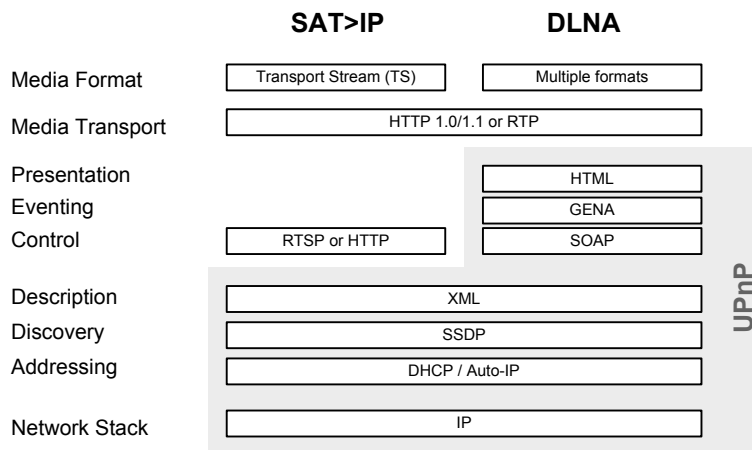 SAT>IP DLNA
Media Format Transport Stream (TS) Multiple formats
Media Transport HTTP 1.0/1.1 or RTP
Presentation HTML
Eventing GENA
Control RTSP or HTTP SOAP
Description XML
Discovery SSDP
Addressing DHCP / Auto-IP
Network Stack IP
UPnP